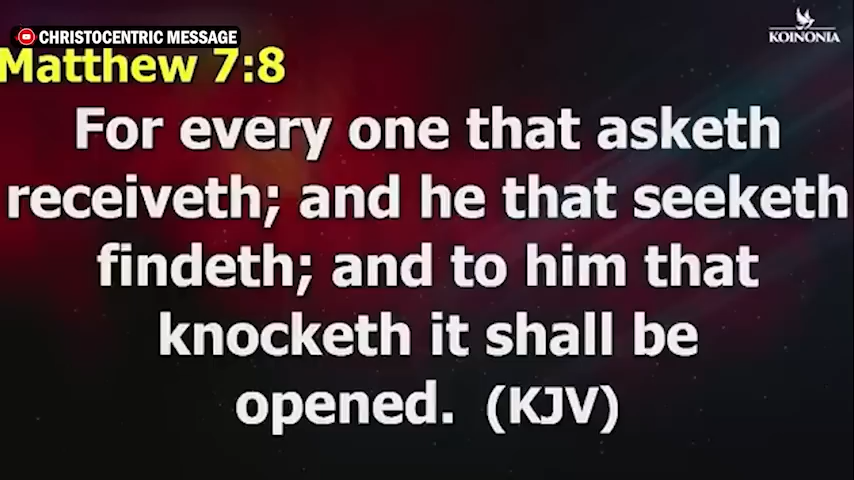 CHRISTOCENTRIC MESSAGE
KOINONIA
Matthew 7:8
For every one that asketh
receiveth; and he that seeketh
findeth; and to him that
knocketh it shall be
opened. (KJV)